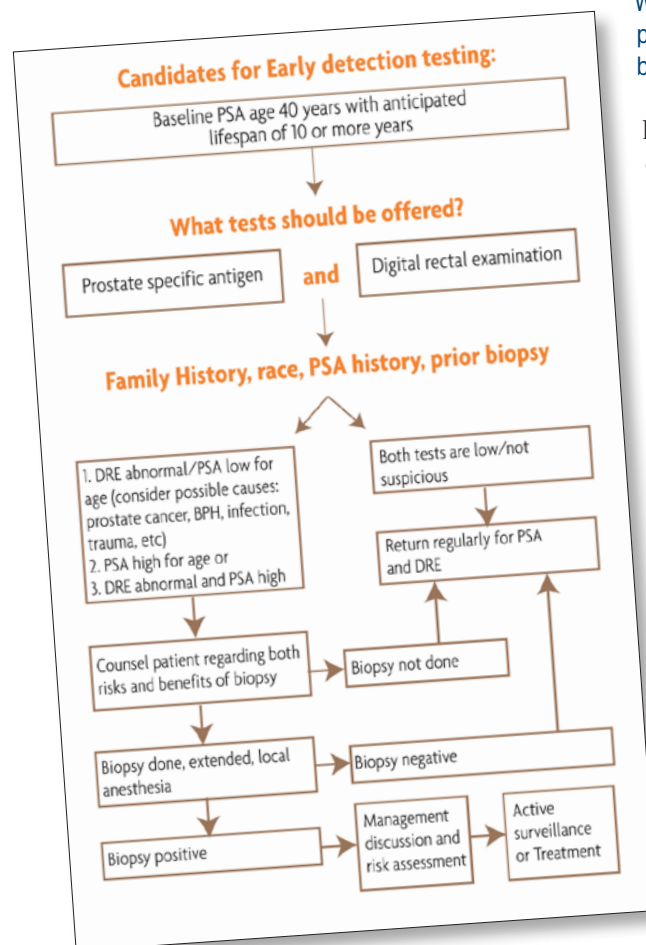 Candidates for Early detection testing:
Baseline PSA age 40 years with anticipated
lifespan of 10 or more years
What tests should be offered?
Prostate specific antigen
and
Digital rectal examination
Family History, race, PSA history, prior biopsy
1. DRE abnormal/PSA low for
age (consider possible causes:
prostate cancer, BPH, infection,
trauma, etc)
2. PSA high for age or
3. DRE abnormal and PSA high
Both tests are low/not
suspicious
Return regularly for PSA
and DRE
Counsel patient regarding both
risks and benefits of biopsy
Biopsy not done
Biopsy done, extended, local
anesthesia
Biopsy negative
Biopsy positive
Management
discussion and
risk assessment
Active
surveillance
or Treatment